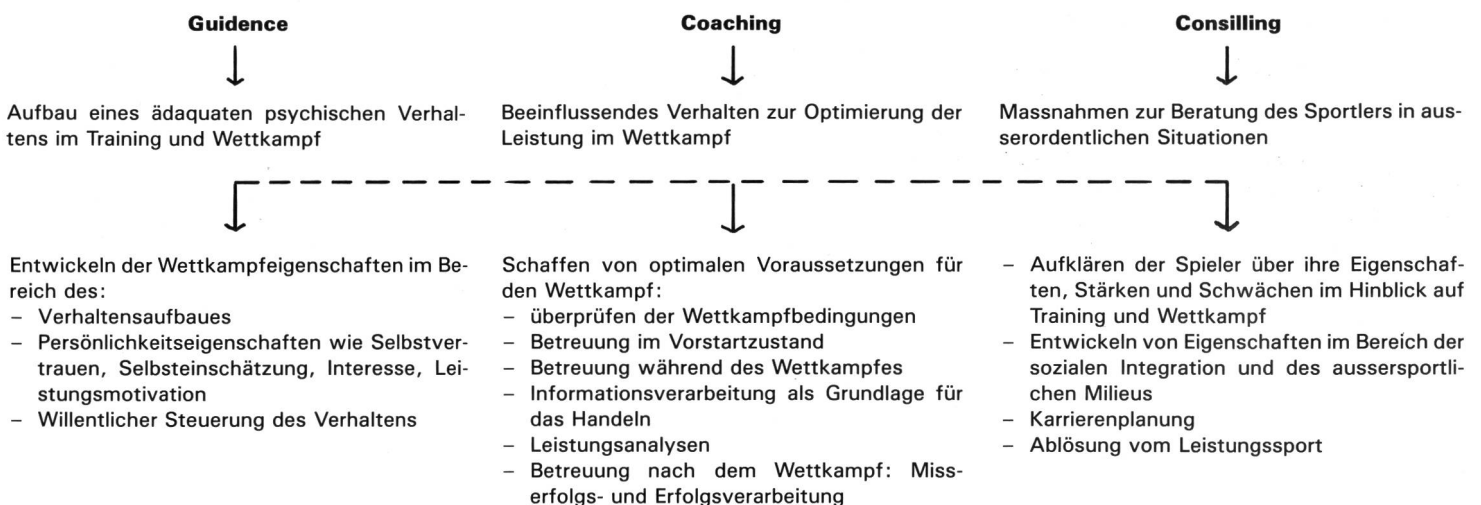 Guidence
Aufbau eines ädaquaten psychischen Verhal-
tens im Training und Wettkampf
Entwickeln der Wettkampfeigenschaften im Be-
reich des:
– Verhaltensaufbaues
– Persönlichkeitseigenschaften wie Selbstver-
trauen, Selbsteinschätzung, Interesse, Lei-
stungsmotivation
– Willentlicher Steuerung des Verhaltens
Coaching
Beeinflussendes Verhalten zur Optimierung der
Leistung im Wettkampf
Schaffen von optimalen Voraussetzungen für
den Wettkampf:
– überprüfen der Wettkampfbedingungen
– Betreuung im Vorstartzustand
– Betreuung während des Wettkampfes
– Informationsverarbeitung als Grundlage für
das Handeln
– Leistungsanalysen
– Betreuung nach dem Wettkampf: Miss-
erfolgs- und Erfolgsverarbeitung
Consilling
Massnahmen zur Beratung des Sportlers in aus-
serordentlichen Situationen
– Aufklären der Spieler über ihre Eigenschaf-
ten, Stärken und Schwächen im Hinblick auf
Training und Wettkampf
– Entwickeln von Eigenschaften im Bereich der
sozialen Integration und des aussersportli-
chen Milieus
– Karrierenplanung
– Ablösung vom Leistungssport